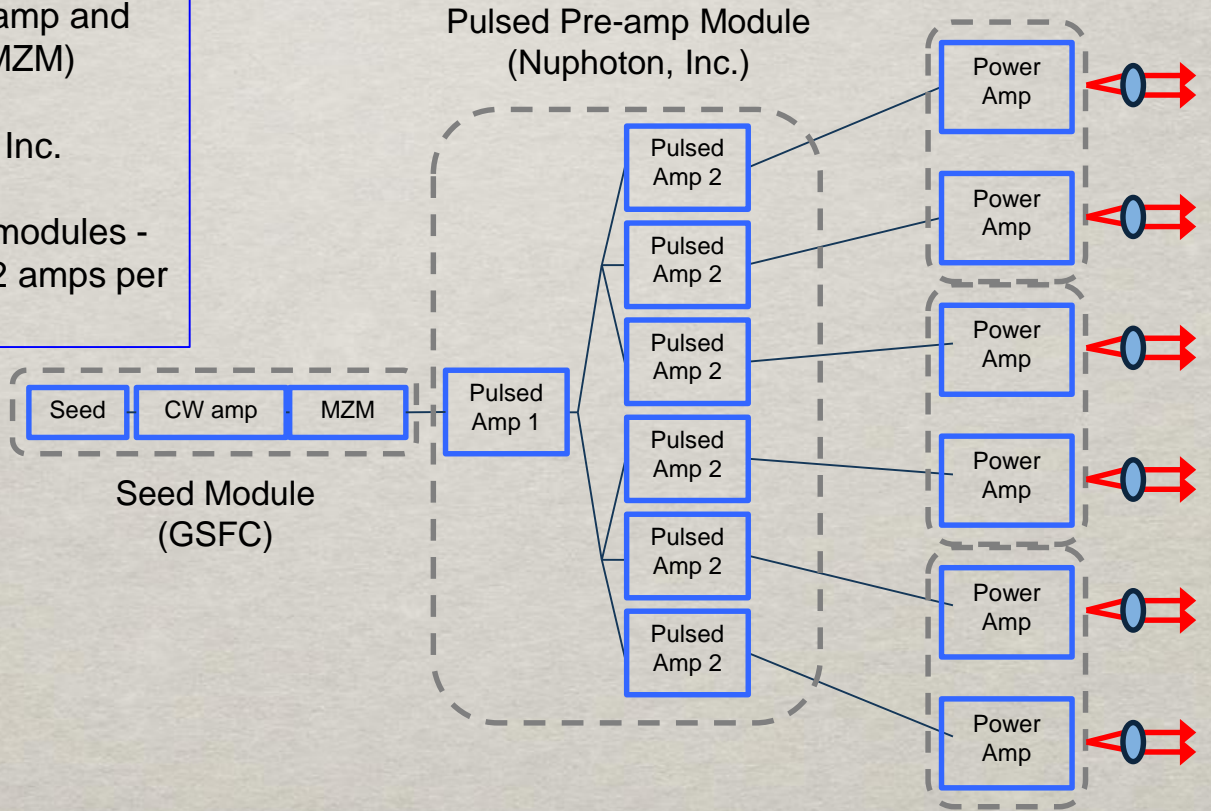 amp and
MZM)
Inc.
modules -
2 amps per
Pulsed Pre-amp Module
(Nuphoton, Inc.)
Seed
CW amp
MZM
Seed Module
(GSFC)
Pulsed
Amp 1
Pulsed
Amp 2
Pulsed
Amp 2
Pulsed
Amp 2
Pulsed
Amp 2
Pulsed
Amp 2
Pulsed
Amp 2
Power
Amp
Power
Amp
Power
Amp
Power
Amp
Power
Amp
Power
Amp